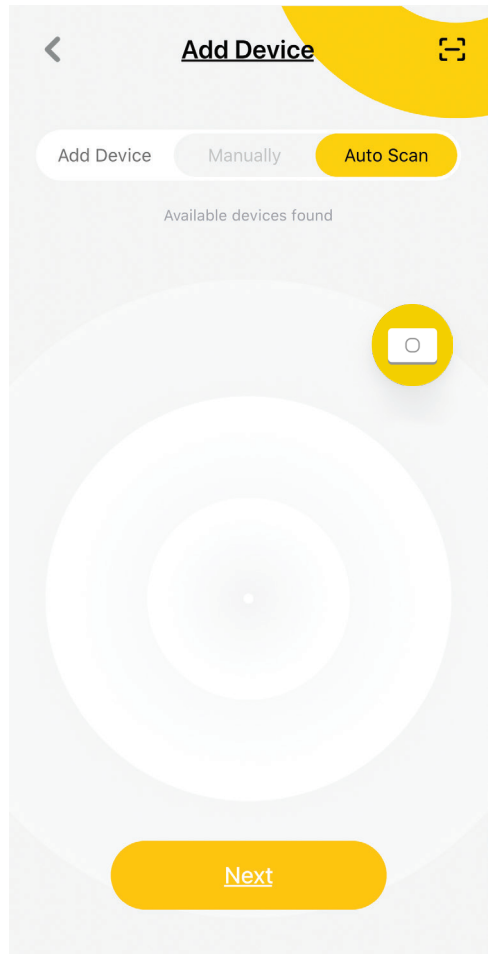 Add Device
Add Device Manually Auto Scan
Available devices found
Next